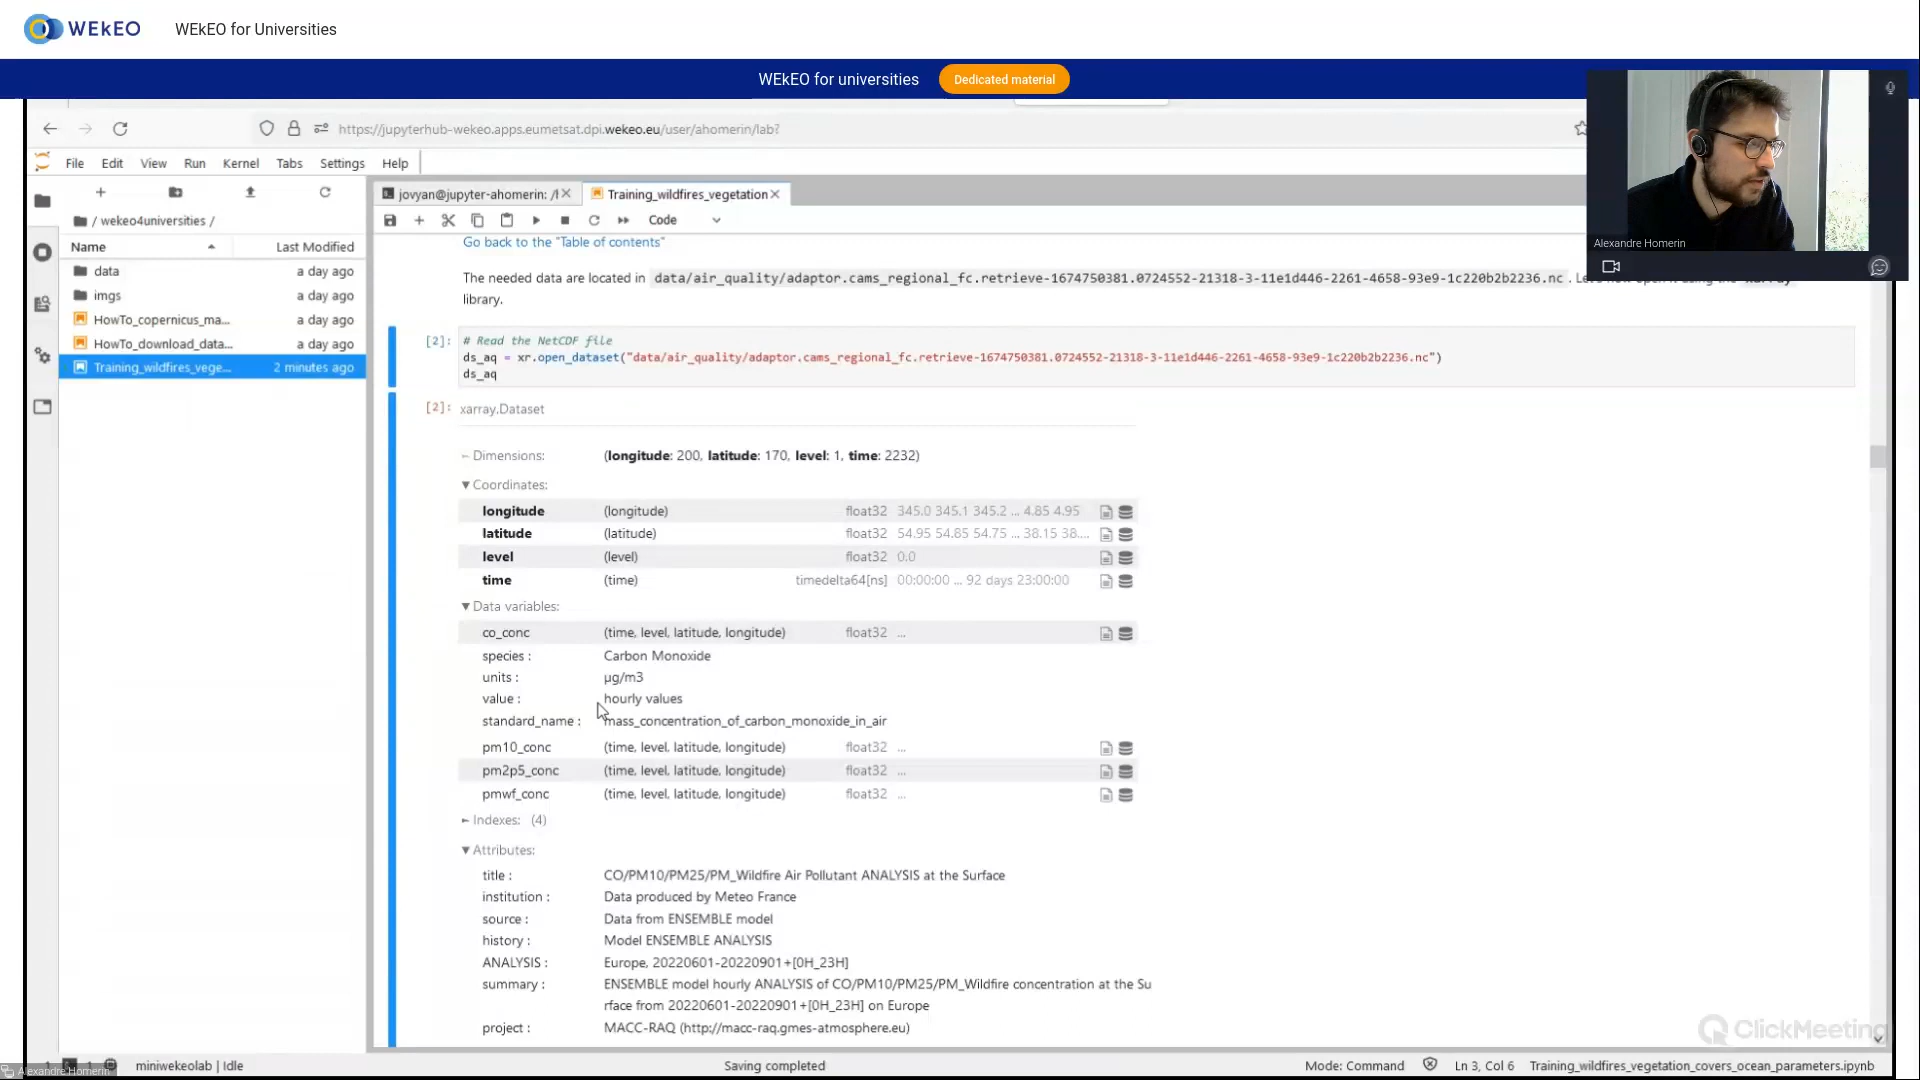 WEkEO WEkEO for Universities
WEkEO for universities Dedicated material
https://jupyterhub-wekeo.apps.eumetsat.dpi.wekeo.eu/user/ahomerin/lab?
File Edit View Run Kernel Tabs Settings Help
Alexandre Homerin
/ wekeo4universities /
Name Last Modified
data a day ago
imgs a day ago
HowTo_copernicus_ma... a day ago
HowTo_download_data... a day ago
Training_wildfires_vege... 2 minutes ago
jovyan@jupyter-ahomerin: Training_wildfires_vegetation
Code
Go back to the "Table of contents"
The needed data are located in data/air_quality/adaptor.cams_regional_fc.retrieve-1674750381.0724552-21318-3-11e1d446-2261-4658-93e9-1c220b2b2236.nc .
library.
[2]: # Read the NetCDF file
ds_aq = xr.open_dataset("data/air_quality/adaptor.cams_regional_fc.retrieve-1674750381.0724552-21318-3-11e1d446-2261-4658-93e9-1c220b2b2236.nc")
ds_aq
[2]: xarray.Dataset
Dimensions: (longitude: 200, latitude: 170, level: 1, time: 2232)
Coordinates:
longitude (longitude) float32 345.0 345.1 345.2 ... 4.85 4.95
latitude (latitude) float32 54.95 54.85 54.75 ... 38.15 38....
level (level) float32 0.0
time (time) timedelta64[ns] 00:00:00 ... 92 days 23:00:00
Data variables:
co_conc (time, level, latitude, longitude) float32 ...
species : Carbon Monoxide
units : µg/m3
value : hourly values
standard_name : mass_concentration_of_carbon_monoxide_in_air
pm10_conc (time, level, latitude, longitude) float32 ...
pm2p5_conc (time, level, latitude, longitude) float32 ...
pmwf_conc (time, level, latitude, longitude) float32 ...
Indexes: (4)
Attributes:
title : CO/PM10/PM25/PM_Wildfire Air Pollutant ANALYSIS at the Surface
institution : Data produced by Meteo France
source : Data from ENSEMBLE model
history : Model ENSEMBLE ANALYSIS
ANALYSIS : Europe, 20220601-20220901+[0H_23H]
summary : ENSEMBLE model hourly ANALYSIS of CO/PM10/PM25/PM_Wildfire concentration at the Su
rface from 20220601-20220901+[0H_23H] on Europe
project : MACC-RAQ (http://macc-raq.gmes-atmosphere.eu)
ClickMeeting
miniwekeolab | Idle Saving completed Mode: Command Ln 3, Col 6 Training_wildfires_vegetation_covers_ocean_parameters.ipynb
Alexandre Homerin